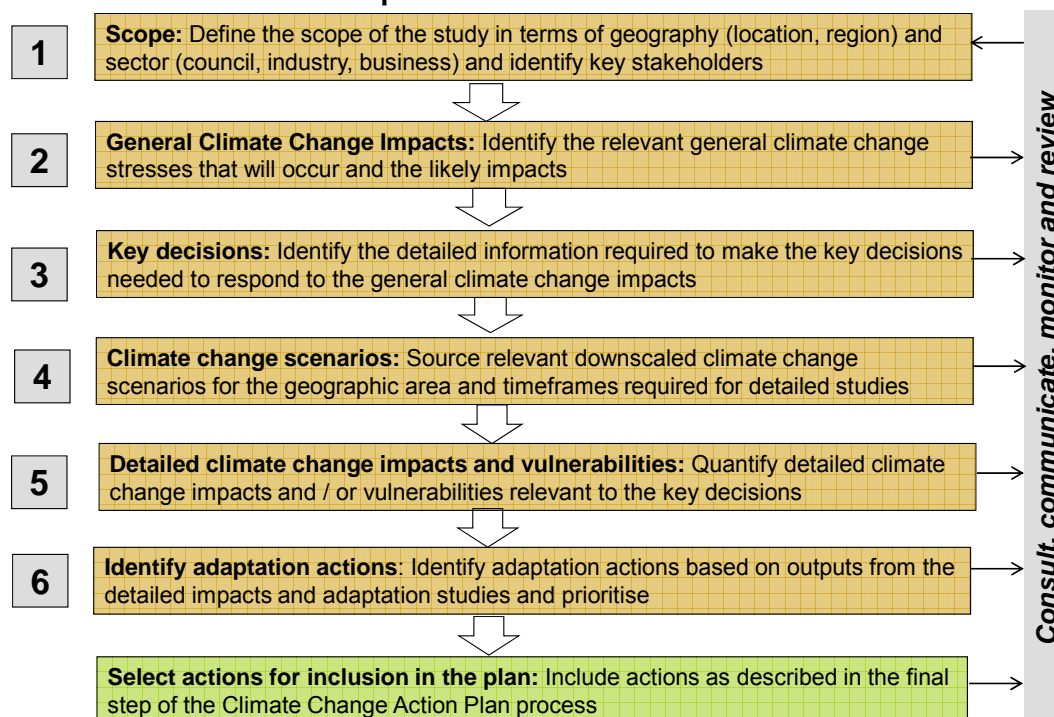 1
Scope: Define the scope of the study in terms of geography (location, region) and
sector (council, industry, business) and identify key stakeholders
2
General Climate Change Impacts: Identify the relevant general climate change
stresses that will occur and the likely impacts
3
Key decisions: Identify the detailed information required to make the key decisions
needed to respond to the general climate change impacts
4
Climate change scenarios: Source relevant downscaled climate change
scenarios for the geographic area and timeframes required for detailed studies
5
Detailed climate change impacts and vulnerabilities: Quantify detailed climate
change impacts and / or vulnerabilities relevant to the key decisions
6
Identify adaptation actions: Identify adaptation actions based on outputs from the
detailed impacts and adaptation studies and prioritise
Select actions for inclusion in the plan: Include actions as described in the final
step of the Climate Change Action Plan process
Consult, communicate, monitor and review